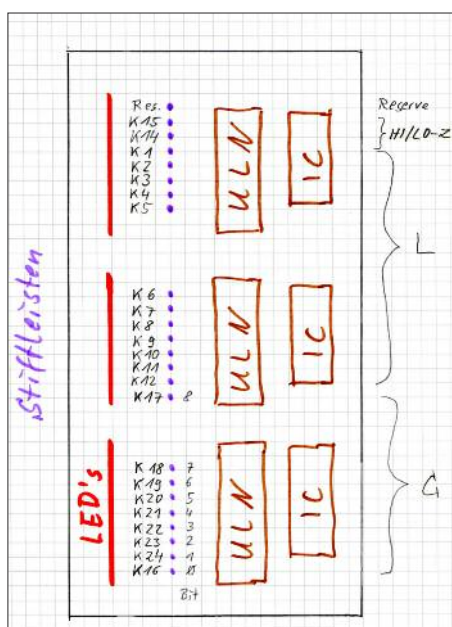 Res. Reserve
K15
K14 HI/LO-Z
K1
K2
K3
K4
K5
ULN IC
L
K6
K7
K8
K9
K10
K11
K12
K17 8
ULN IC
Stiftleisten
K18 7
K19 6
K20 5
K21 4
K22 3
K23 2
K24 1
K16 0
Bit
ULN IC
C
LED's